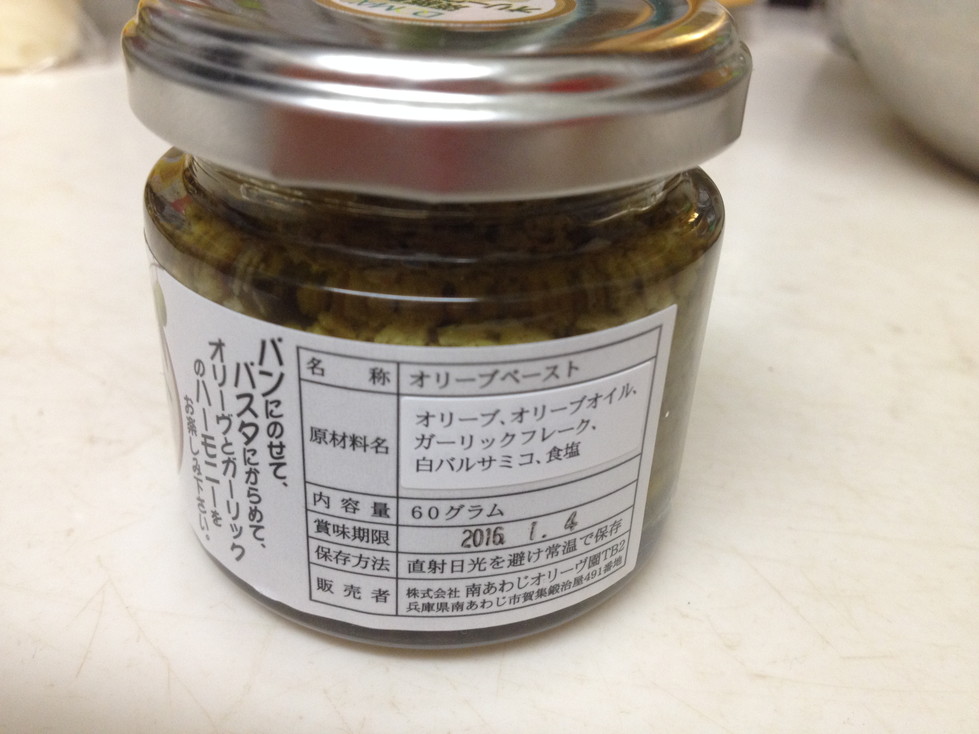 オリーブ
パンにのせて、
パスタにからめて、
オリーヴとガーリック
のハーモニーを
お楽しみ下さい。
名 称 オリーブペースト
原材料名 オリーブ、オリーブオイル、
ガーリックフレーク、
白バルサミコ、食塩
内容量 60グラム
賞味期限 2016. 1. 4
保存方法 直射日光を避け常温で保存
販売者 株式会社 南あわじオリーヴ園TB2
兵庫県南あわじ市賀集鍛治屋491番地